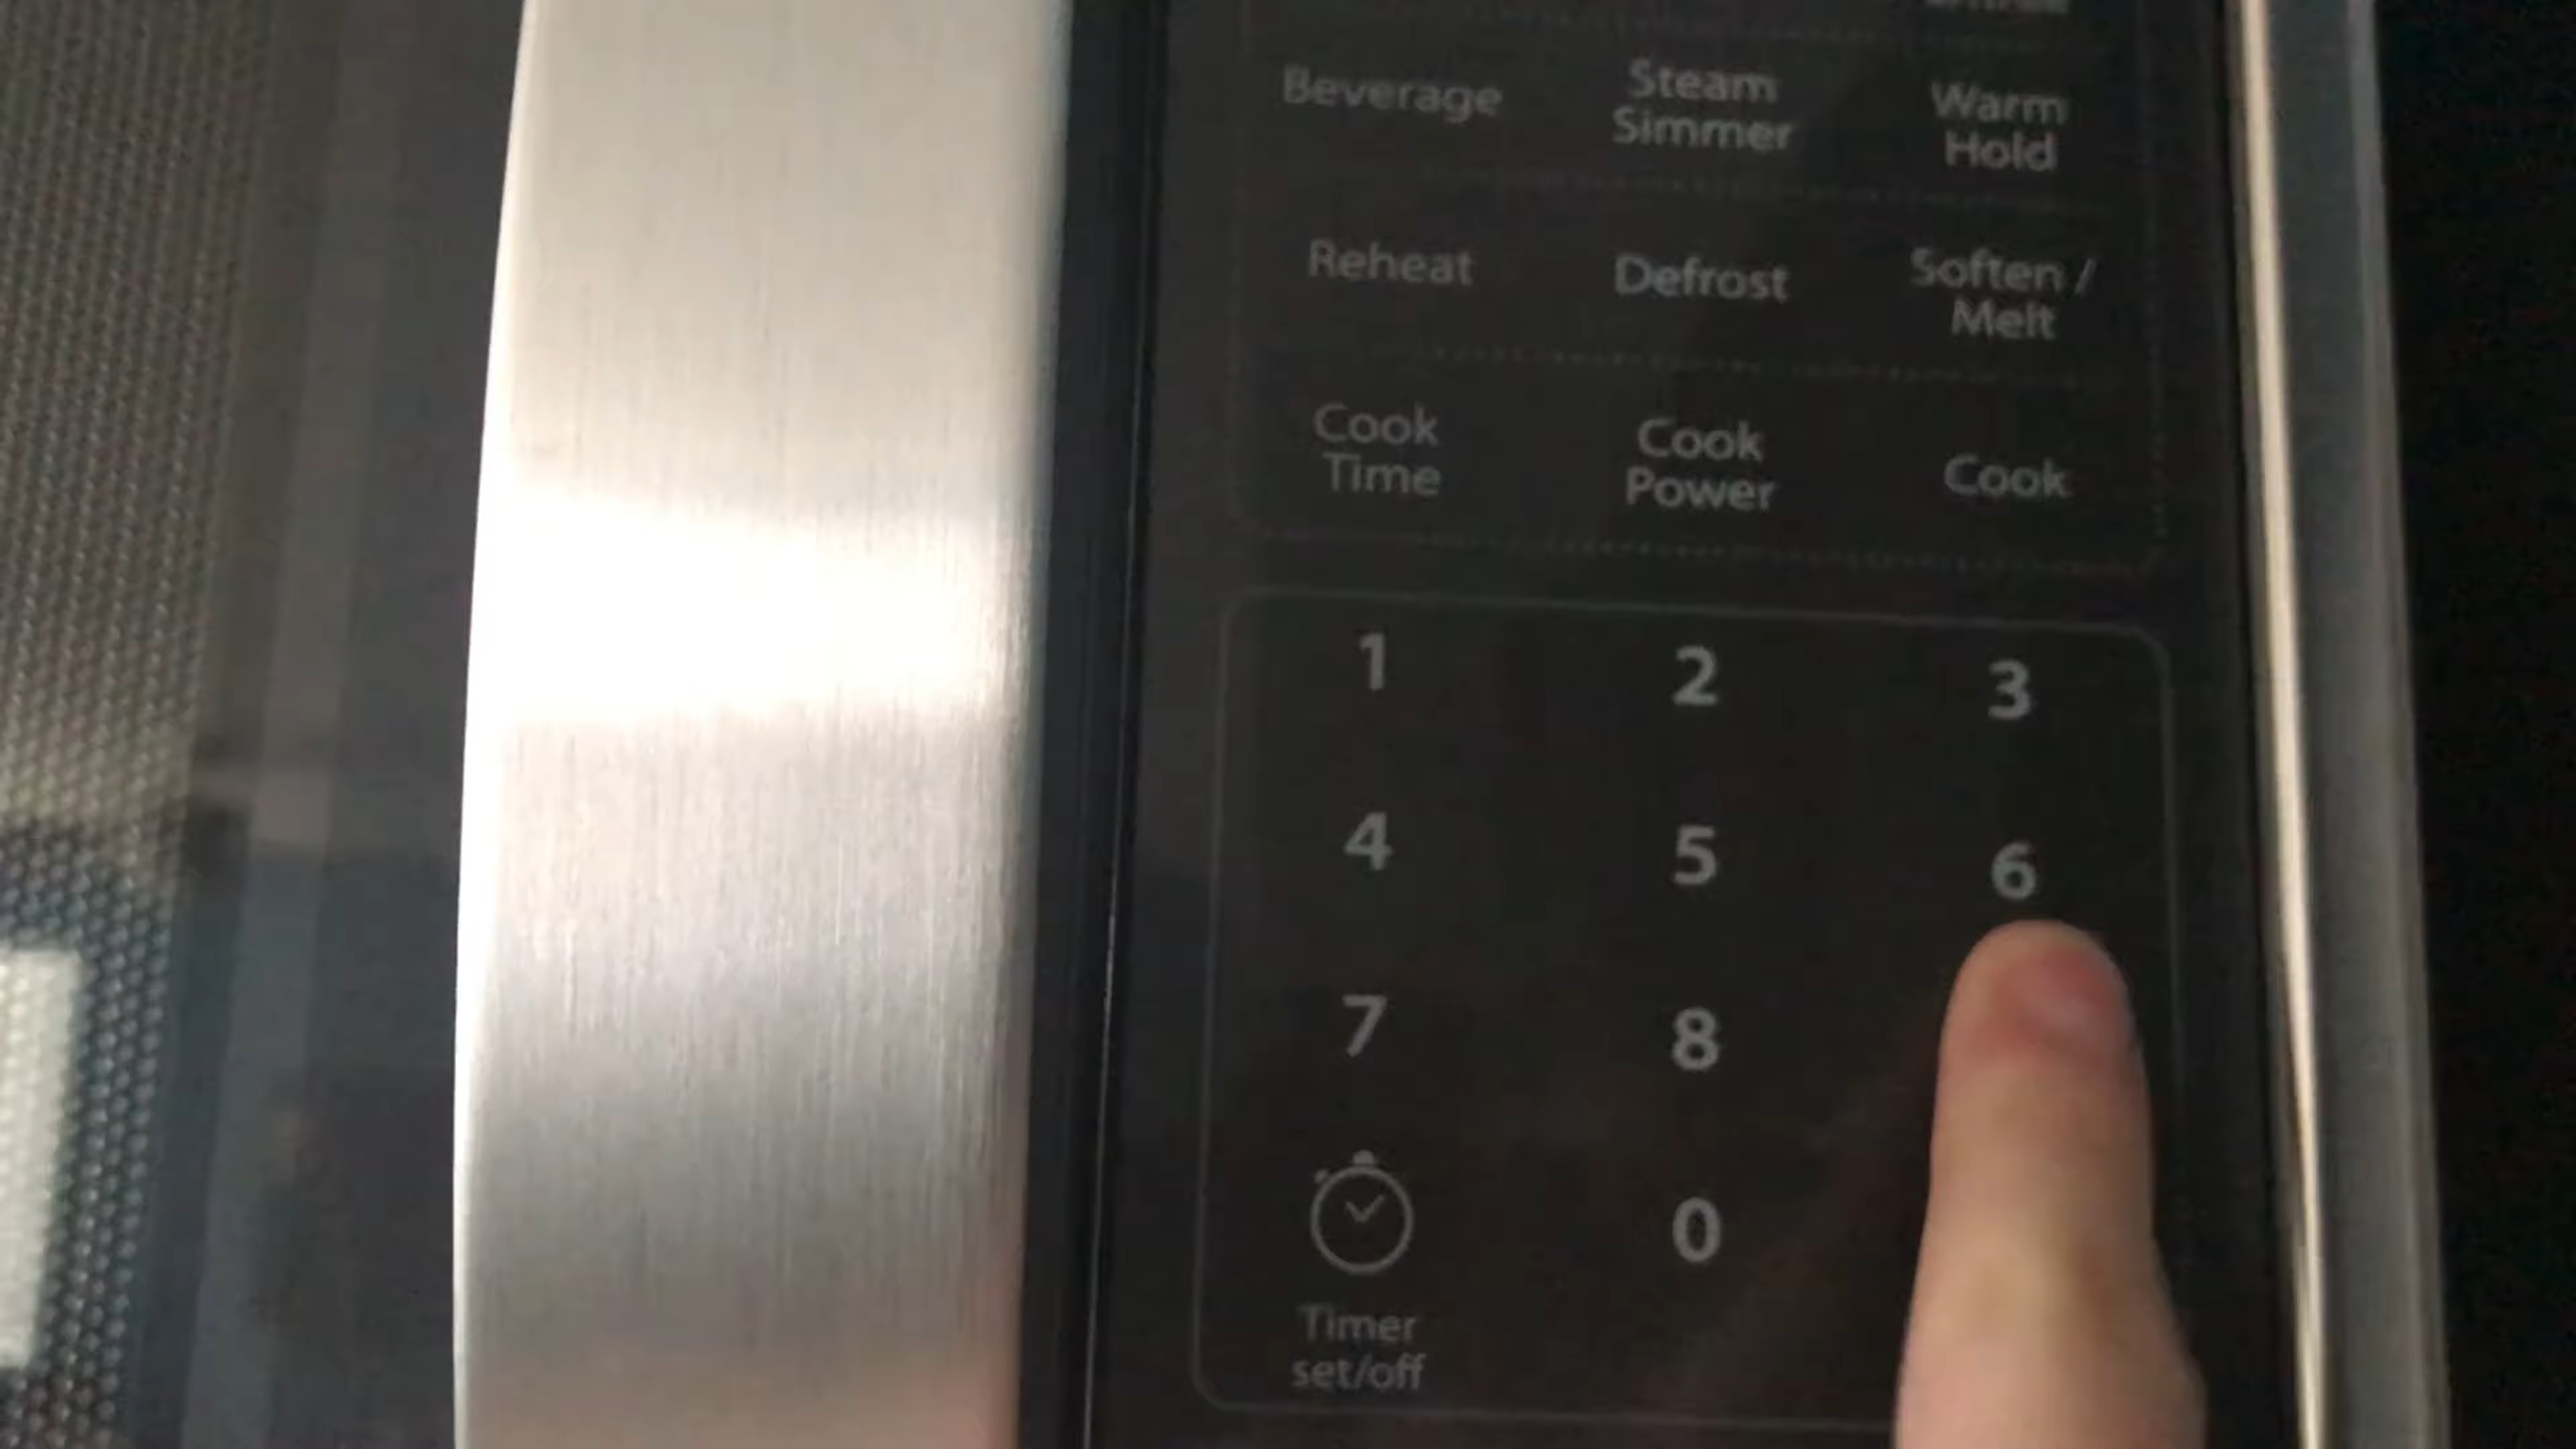 Beverage
Steam
Simmer
Warm
Hold
Reheat
Defrost
Soften /
Melt
Cook
Time
Cook
Power
Cook
1
2
3
4
5
6
7
8
0
Timer
set/off